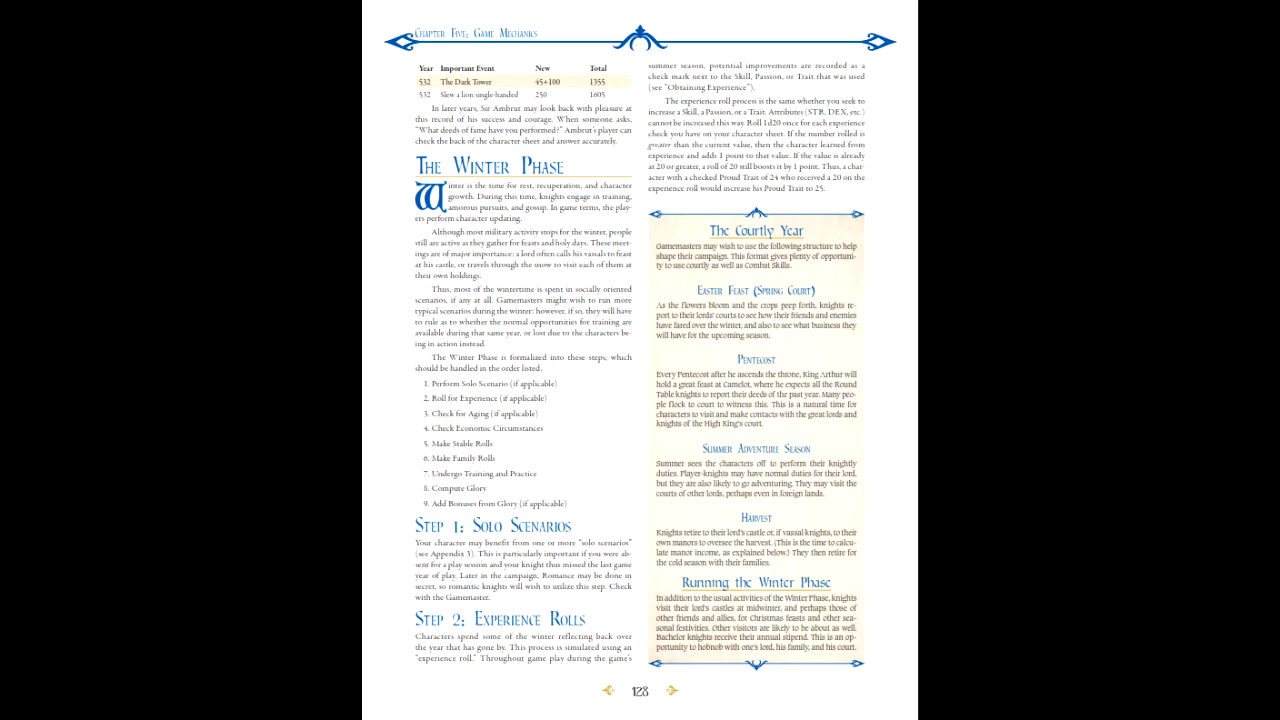 Chapter Five: Game Mechanics
Year Important Event New Total
532 The Dark Tower 45+100 1355
532 Slew a lion single-handed 250 1605
In later years, Sir Ambrut may look back with pleasure at
this record of his success and courage. When someone asks,
"What deeds of fame have you performed?" Ambrut's player can
check the back of the character sheet and answer accurately.
The Winter Phase
Winter is the time for rest, recuperation, and character
growth. During this time, knights engage in training,
amorous pursuits, and gossip. In game terms, the play-
ers perform character updating.
Although most military activity stops for the winter, people
still are active as they gather for feasts and holy days. These meet-
ings are of major importance: a lord often calls his vassals to feast
at his castle, or travels through the snow to visit each of them at
their own holdings.
Thus, most of the wintertime is spent in socially oriented
scenarios, if any at all. Gamemasters might wish to run more
typical scenarios during the winter: however, if so, they will have
to rule as to whether the normal opportunities for training are
available during that same year, or lost due to the characters be-
ing in action instead.
The Winter Phase is formalized into these steps, which
should be handled in the order listed.
1. Perform Solo Scenario (if applicable)
2. Roll for Experience (if applicable)
3. Check for Aging (if applicable)
4. Check Economic Circumstances
5. Make Stable Rolls
6. Make Family Rolls
7. Undergo Training and Practice
8. Compute Glory
9. Add Bonuses from Glory (if applicable)
Step 1: Solo Scenarios
Your character may benefit from one or more "solo scenarios"
(see Appendix 3). This is particularly important if you were ab-
sent for a play session and your knight thus missed the last game
year of play. Later in the campaign, Romance may be done in
secret, so romantic knights will wish to utilize this step. Check
with the Gamemaster.
Step 2: Experience Rolls
Characters spend some of the winter reflecting back over
the year that has gone by. This process is simulated using an
"experience roll." Throughout game play during the game's
summer season, potential improvements are recorded as a
check mark next to the Skill, Passion, or Trait that was used
(see "Obtaining Experience").
The experience roll process is the same whether you seek to
increase a Skill, a Passion, or a Trait. Attributes (STR, DEX, etc.)
cannot be increased this way. Roll 1d20 once for each experience
check you have on your character sheet. If the number rolled is
greater than the current value, then the character learned from
experience and adds 1 point to that value. If the value is already
at 20 or greater, a roll of 20 still boosts it by 1 point. Thus, a char-
acter with a checked Proud Trait of 24 who received a 20 on the
experience roll would increase his Proud Trait to 25.
The Courtly Year
Gamemasters may wish to use the following structure to help
shape their campaign. This format gives plenty of opportuni-
ty to use courtly as well as Combat Skills.
Easter Feast (Spring Court)
As the flowers bloom and the crops peep forth, knights re-
port to their lords' courts to see how their friends and enemies
have fared over the winter, and also to see what business they
will have for the upcoming season.
Pentecost
Every Pentecost after he ascends the throne, King Arthur will
hold a great feast at Camelot, where he expects all the Round
Table knights to report their deeds of the past year. Many peo-
ple flock to court to witness this. This is a natural time for
characters to visit and make contacts with the great lords and
knights of the High King's court.
Summer Adventure Season
Summer sees the characters off to perform their knightly
duties. Player-knights may have normal duties for their lord,
but they are also likely to go adventuring. They may visit the
courts of other lords, perhaps even in foreign lands.
Harvest
Knights retire to their lord's castle or, if vassal knights, to their
own manors to oversee the harvest. (This is the time to calcu-
late manor income, as explained below.) They then retire for
the cold season with their families.
Running the Winter Phase
In addition to the usual activities of the Winter Phase, knights
visit their lord's castles at midwinter, and perhaps those of
other friends and allies, for Christmas feasts and other sea-
sonal festivities. Other visitors are likely to be about as well.
Bachelor knights receive their annual stipend. This is an op-
portunity to hobnob with one's lord, his family, and his court.
128